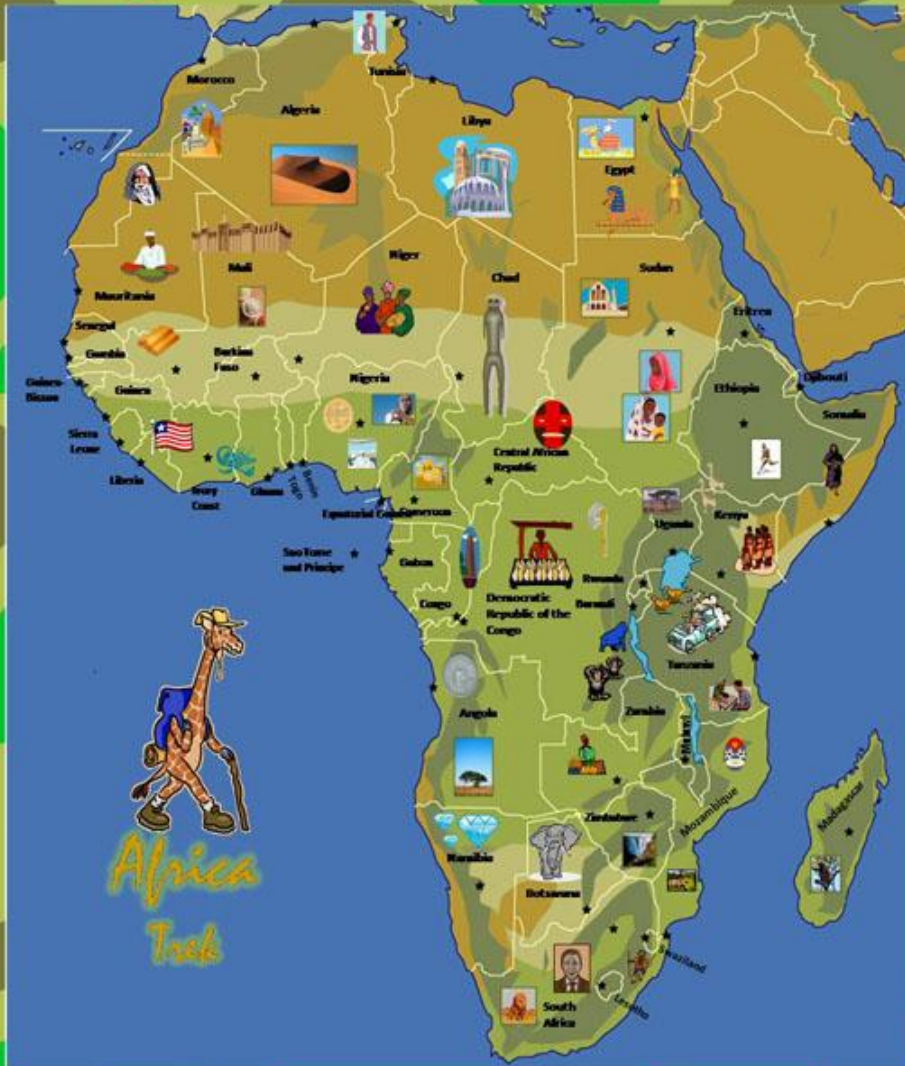 Morocco
Tunisia
Algeria
Libya
Egypt
Mali
Niger
Chad
Sudan
Mauritania
Senegal
Gambia
Guinea-
Bissau
Guinea
Burkina
Faso
Nigeria
Eritrea
Djibouti
Ethiopia
Somalia
Sierra
Leone
Liberia
Ivory
Coast
Ghana
Togo
Benin
Central African
Republic
Equatorial Guinea
Cameroon
Uganda
Kenya
Sao Tome
and Principe
Gabon
Congo
Democratic
Republic of the
Congo
Rwanda
Burundi
Tanzania
Angola
Zambia
Malawi
Mozambique
Madagascar
Zimbabwe
Namibia
Botswana
Swaziland
Lesotho
South
Africa
Africa
Trek